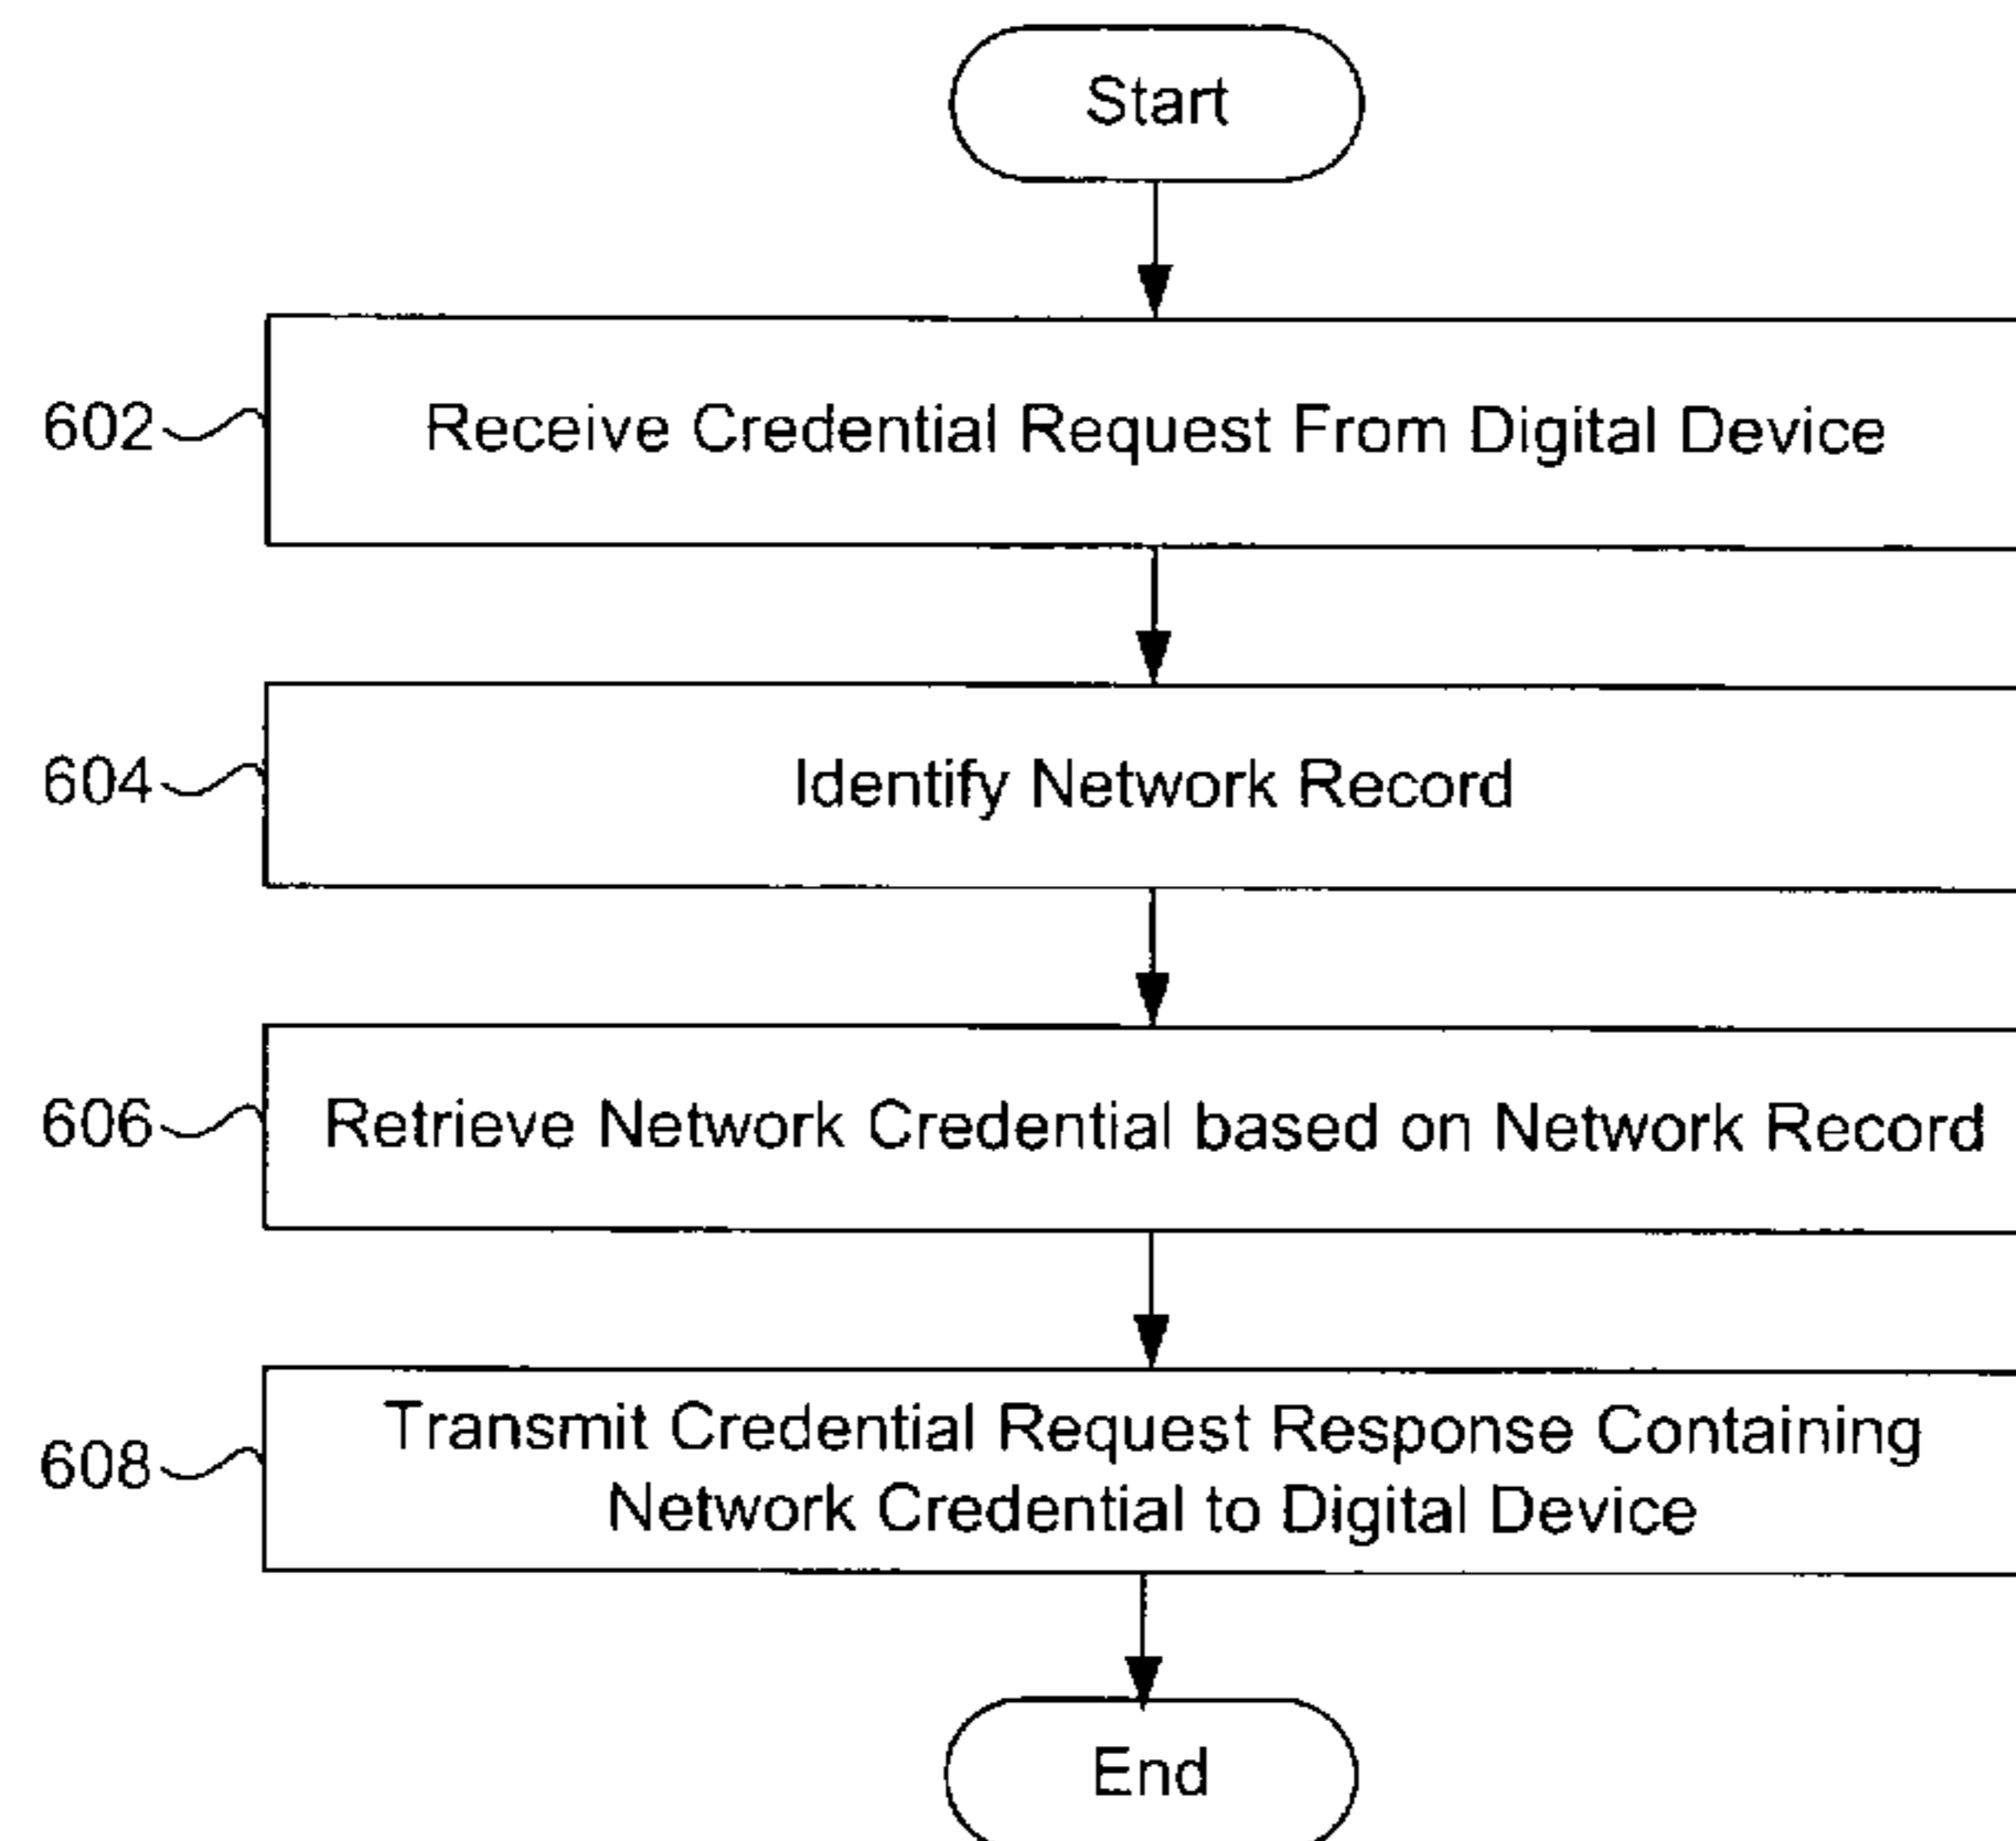 Start
602
Receive Credential Request From Digital Device
604
Identify Network Record
606
Retrieve Network Credential based on Network Record
608
Transmit Credential Request Response Containing
Network Credential to Digital Device
End